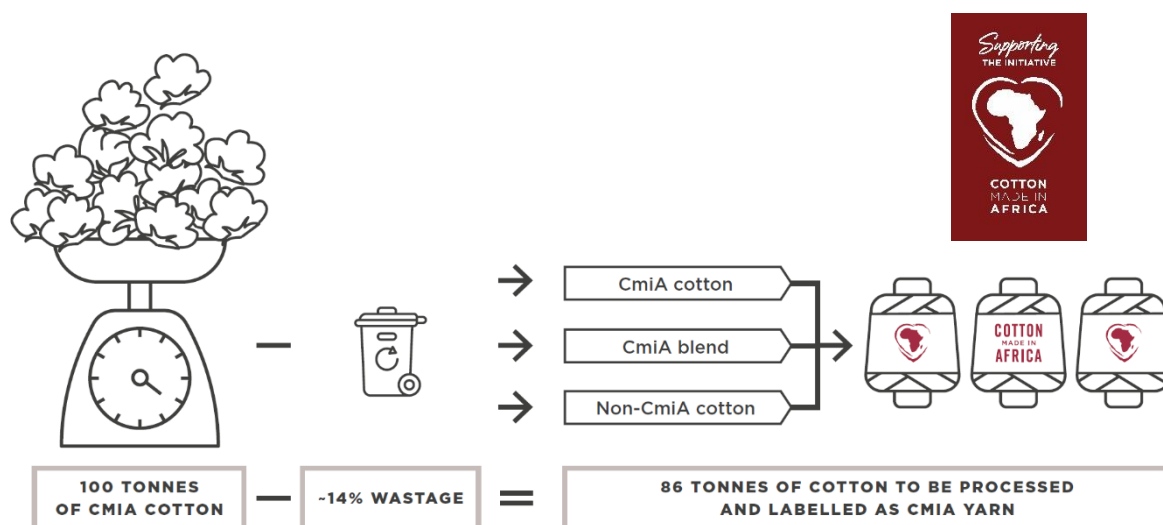 Supporting
THE INITIATIVE
COTTON
MADE IN
AFRICA
CmiA cotton
CmiA blend
Non-CmiA cotton
COTTON
MADE IN
AFRICA
100 TONNES
OF CMIA COTTON
~14% WASTAGE
86 TONNES OF COTTON TO BE PROCESSED
AND LABELLED AS CMIA YARN